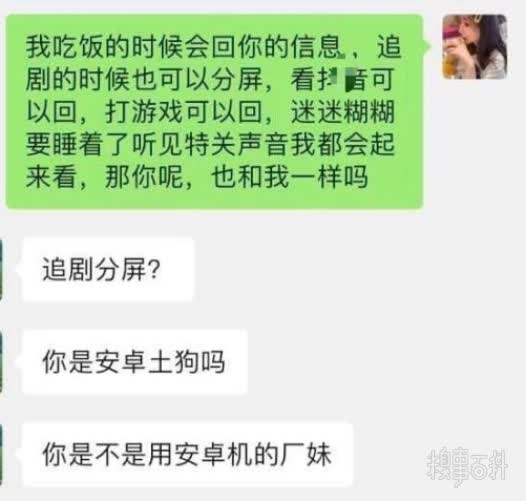 我吃饭的时候会回你的信息，追
剧的时候也可以分屏，看抖音可
以回，打游戏可以回，迷迷糊糊
要睡着了听见特关声音我都会起
来看，那你呢，也和我一样吗
追剧分屏？
你是安卓土狗吗
你是不是用安卓机的厂妹
糗事百科